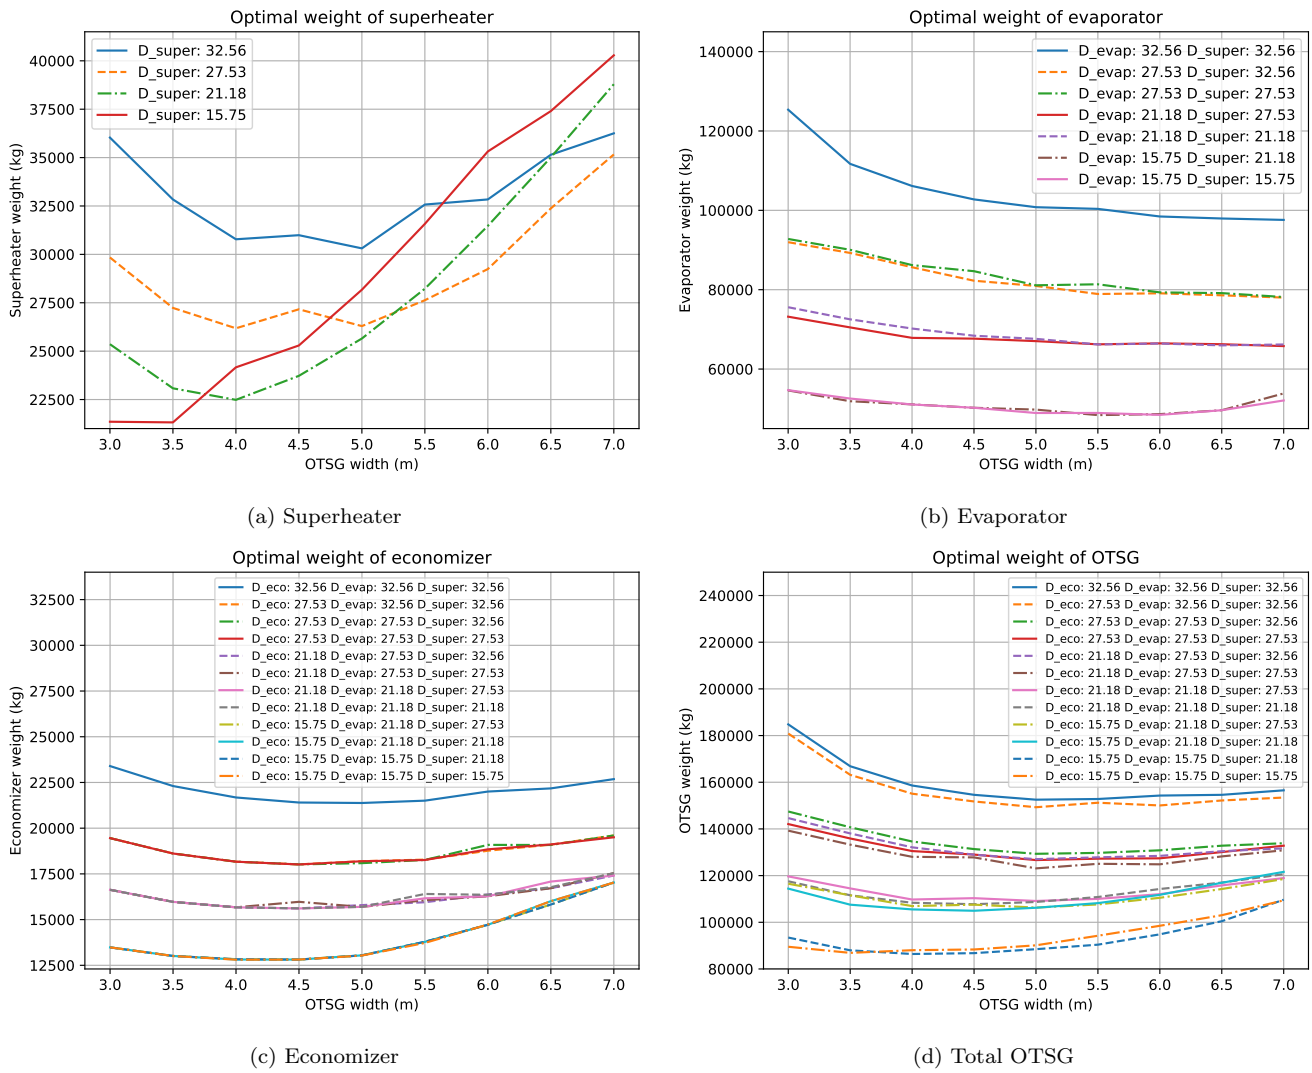 Optimal weight of superheater
D_super: 32.56
D_super: 27.53
D_super: 21.18
D_super: 15.75
Superheater weight (kg)
40000
37500
35000
32500
30000
27500
25000
22500
3.0 3.5 4.0 4.5 5.0 5.5 6.0 6.5 7.0
OTSG width (m)
(a) Superheater
Optimal weight of evaporator
D_evap: 32.56 D_super: 32.56
D_evap: 27.53 D_super: 32.56
D_evap: 27.53 D_super: 27.53
D_evap: 21.18 D_super: 27.53
D_evap: 21.18 D_super: 21.18
D_evap: 15.75 D_super: 21.18
D_evap: 15.75 D_super: 15.75
Evaporator weight (kg)
140000
120000
100000
80000
60000
3.0 3.5 4.0 4.5 5.0 5.5 6.0 6.5 7.0
OTSG width (m)
(b) Evaporator
Optimal weight of economizer
D_eco: 32.56 D_evap: 32.56 D_super: 32.56
D_eco: 27.53 D_evap: 32.56 D_super: 32.56
D_eco: 27.53 D_evap: 27.53 D_super: 32.56
D_eco: 27.53 D_evap: 27.53 D_super: 27.53
D_eco: 21.18 D_evap: 27.53 D_super: 32.56
D_eco: 21.18 D_evap: 27.53 D_super: 27.53
D_eco: 21.18 D_evap: 21.18 D_super: 27.53
D_eco: 21.18 D_evap: 21.18 D_super: 21.18
D_eco: 15.75 D_evap: 21.18 D_super: 27.53
D_eco: 15.75 D_evap: 21.18 D_super: 21.18
D_eco: 15.75 D_evap: 15.75 D_super: 21.18
D_eco: 15.75 D_evap: 15.75 D_super: 15.75
Economizer weight (kg)
32500
30000
27500
25000
22500
20000
17500
15000
12500
3.0 3.5 4.0 4.5 5.0 5.5 6.0 6.5 7.0
OTSG width (m)
(c) Economizer
Optimal weight of OTSG
D_eco: 32.56 D_evap: 32.56 D_super: 32.56
D_eco: 27.53 D_evap: 32.56 D_super: 32.56
D_eco: 27.53 D_evap: 27.53 D_super: 32.56
D_eco: 27.53 D_evap: 27.53 D_super: 27.53
D_eco: 21.18 D_evap: 27.53 D_super: 32.56
D_eco: 21.18 D_evap: 27.53 D_super: 27.53
D_eco: 21.18 D_evap: 21.18 D_super: 27.53
D_eco: 21.18 D_evap: 21.18 D_super: 21.18
D_eco: 15.75 D_evap: 21.18 D_super: 27.53
D_eco: 15.75 D_evap: 21.18 D_super: 21.18
D_eco: 15.75 D_evap: 15.75 D_super: 21.18
D_eco: 15.75 D_evap: 15.75 D_super: 15.75
OTSG weight (kg)
240000
220000
200000
180000
160000
140000
120000
100000
80000
3.0 3.5 4.0 4.5 5.0 5.5 6.0 6.5 7.0
OTSG width (m)
(d) Total OTSG